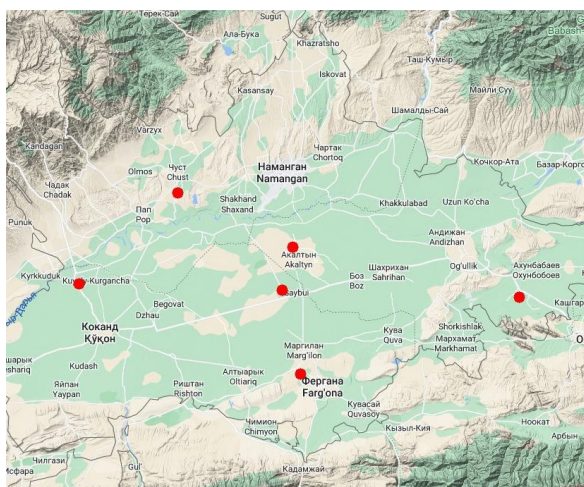 Терек-Сай
Sugut
Ала-Бука
Khazratsho
Babash
Iskovat
Таш-Кумыр
Kasansay
Майли Суу
Шамалды-Сай
Varzyx
Kandagan
Чартак
Chortoq
Кочкор-Ата
Базар-Корго
Olmos
Чуст
Chust
Наманган
Namangan
Чадак
Chadak
Пап
Pop
Shakhand
Shaxand
Khakkulabad
Uzun Ko'cha
Punuk
Андижан
Andizhan
Акалтын
Akaltyn
Kyrkkuduk
Боз
Boz
Шахрихан
Sahrihan
Og'ulli
Ахунбабаев
Oxunboboev
Кашгар
Begovat
Dzhau
Коканд
Қўқон
Кува
Quva
Shorkishlak
Мархамат
Markhamat
Маргилан
Marg'ilon
Kudash
Алтыарык
Oltiariq
Яйпан
Yaypan
Риштан
Rishton
Фергана
Farg'ona
Кувасай
Quvasoy
Чимион
Chimyon
Кызыл-Кия
Ноокат
Арбын
Чилгази
Исфара
Gul'
Кадамжай